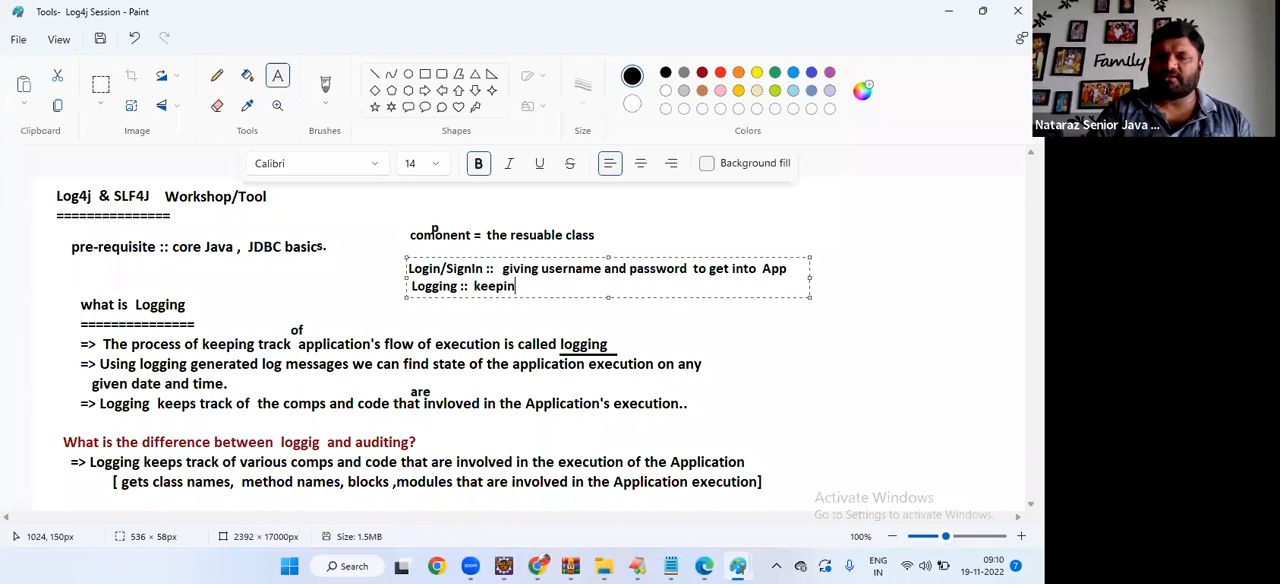 Tools- Log4j Session - Paint
File View
Clipboard Image Tools Brushes Shapes Size Colors
Calibri 14 B I U S Background fill
Nataraz Senior Java ...
Family
Log4j & SLF4J Workshop/Tool
===============
pre-requisite :: core Java , JDBC basics.
p
comonent = the resuable class
Login/SignIn :: giving username and password to get into App
Logging :: keepin
what is Logging
===============
of
=> The process of keeping track application's flow of execution is called logging
=> Using logging generated log messages we can find state of the application execution on any
given date and time.
are
=> Logging keeps track of the comps and code that invloved in the Application's execution..
What is the difference between loggig and auditing?
=> Logging keeps track of various comps and code that are involved in the execution of the Application
[ gets class names, method names, blocks ,modules that are involved in the Application execution]
Activate Windows
Go to Settings to activate Windows.
1024, 150px 536 × 58px 2392 × 17000px Size: 1.5MB 100%
Search
ENG
IN
09:10
19-11-2022
7